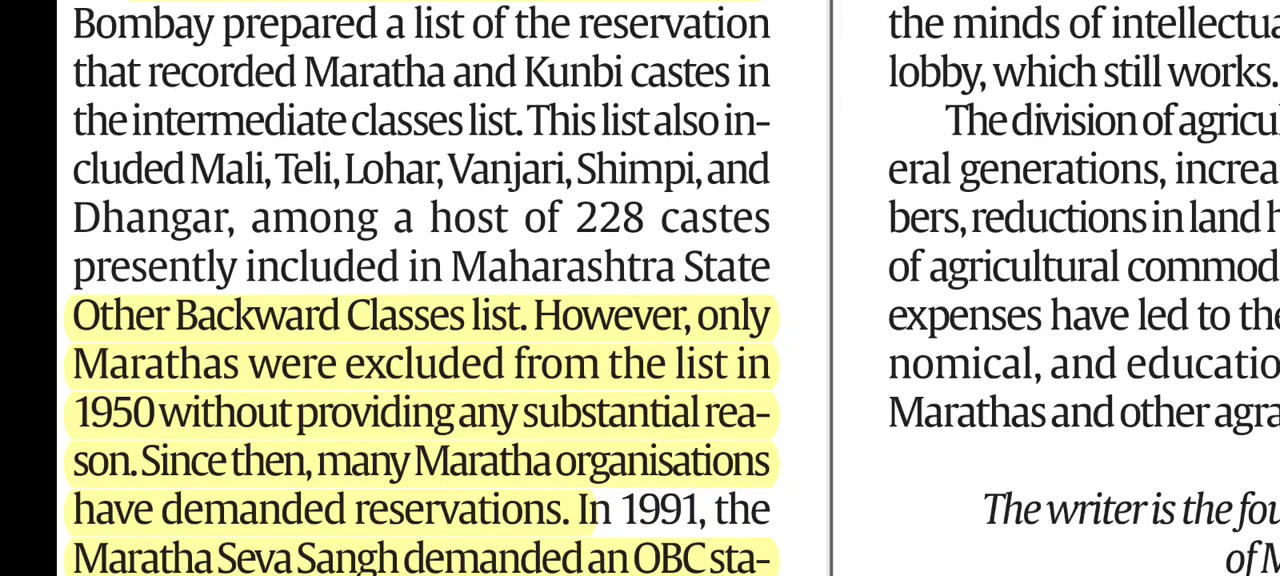 Bombay prepared a list of the reservation
that recorded Maratha and Kunbi castes in
the intermediate classes list. This list also in-
cluded Mali, Teli, Lohar, Vanjari, Shimpi, and
Dhangar, among a host of 228 castes
presently included in Maharashtra State
Other Backward Classes list. However, only
Marathas were excluded from the list in
1950 without providing any substantial rea-
son. Since then, many Maratha organisations
have demanded reservations. In 1991, the
Maratha Seva Sangh demanded an OBC sta-
the minds of intellectua
lobby, which still works.
The division of agricul
eral generations, increa
bers, reductions in land h
of agricultural commod
expenses have led to the
nomical, and educatio
Marathas and other agra
The writer is the fou
of M